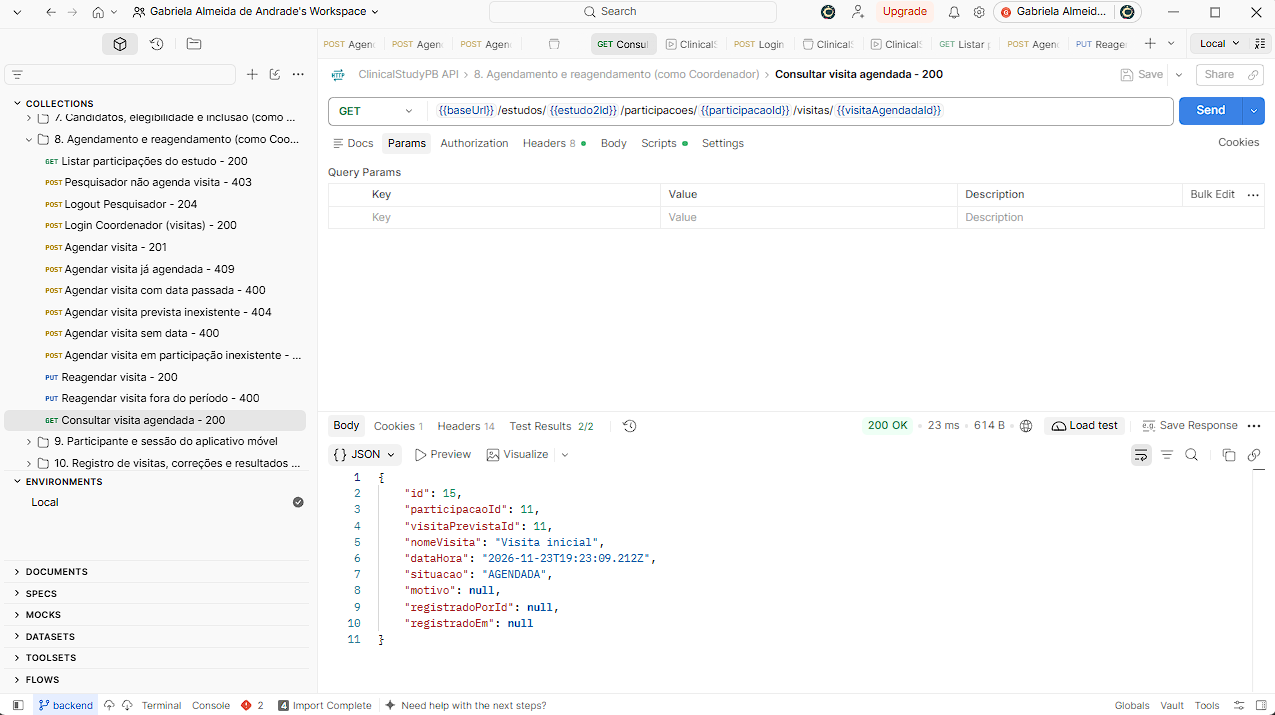 Gabriela Almeida de Andrade's Workspace
Search
Upgrade
Gabriela Almeid...
POST Agend
POST Agend
POST Agend
GET Consul
ClinicalS
POST Login
ClinicalS
ClinicalS
GET Listar
POST Agend
PUT Reage
Local
ClinicalStudyPB API > 8. Agendamento e reagendamento (como Coordenador) > Consultar visita agendada - 200
Save
Share
GET
{{baseUrl}} /estudos/ {{estudo2Id}} /participacoes/ {{participacaoId}} /visitas/ {{visitaAgendadaId}}
Send
Docs
Params
Authorization
Headers 8
Body
Scripts
Settings
Cookies
Query Params
Key
Value
Description
Bulk Edit
Key
Value
Description
COLLECTIONS
7. Candidatos, elegibilidade e inclusão (como ...
8. Agendamento e reagendamento (como Coo...
GET Listar participações do estudo - 200
POST Pesquisador não agenda visita - 403
POST Logout Pesquisador - 204
POST Login Coordenador (visitas) - 200
POST Agendar visita - 201
POST Agendar visita já agendada - 409
POST Agendar visita com data passada - 400
POST Agendar visita prevista inexistente - 404
POST Agendar visita sem data - 400
POST Agendar visita em participação inexistente - ...
PUT Reagendar visita - 200
PUT Reagendar visita fora do período - 400
GET Consultar visita agendada - 200
9. Participante e sessão do aplicativo móvel
10. Registro de visitas, correções e resultados ...
ENVIRONMENTS
Local
DOCUMENTS
SPECS
MOCKS
DATASETS
TOOLSETS
FLOWS
Body
Cookies 1
Headers 14
Test Results 2/2
200 OK
23 ms
614 B
Load test
e.g. Save Response
{} JSON
Preview
Visualize
1 {
2 "id": 15,
3 "participacaoId": 11,
4 "visitaPrevistaId": 11,
5 "nomeVisita": "Visita inicial",
6 "dataHora": "2026-11-23T19:23:09.212Z",
7 "situacao": "AGENDADA",
8 "motivo": null,
9 "registradoPorId": null,
10 "registradoEm": null
11 }
backend
Terminal
Console
2
4 Import Complete
Need help with the next steps?
Globals
Vault
Tools